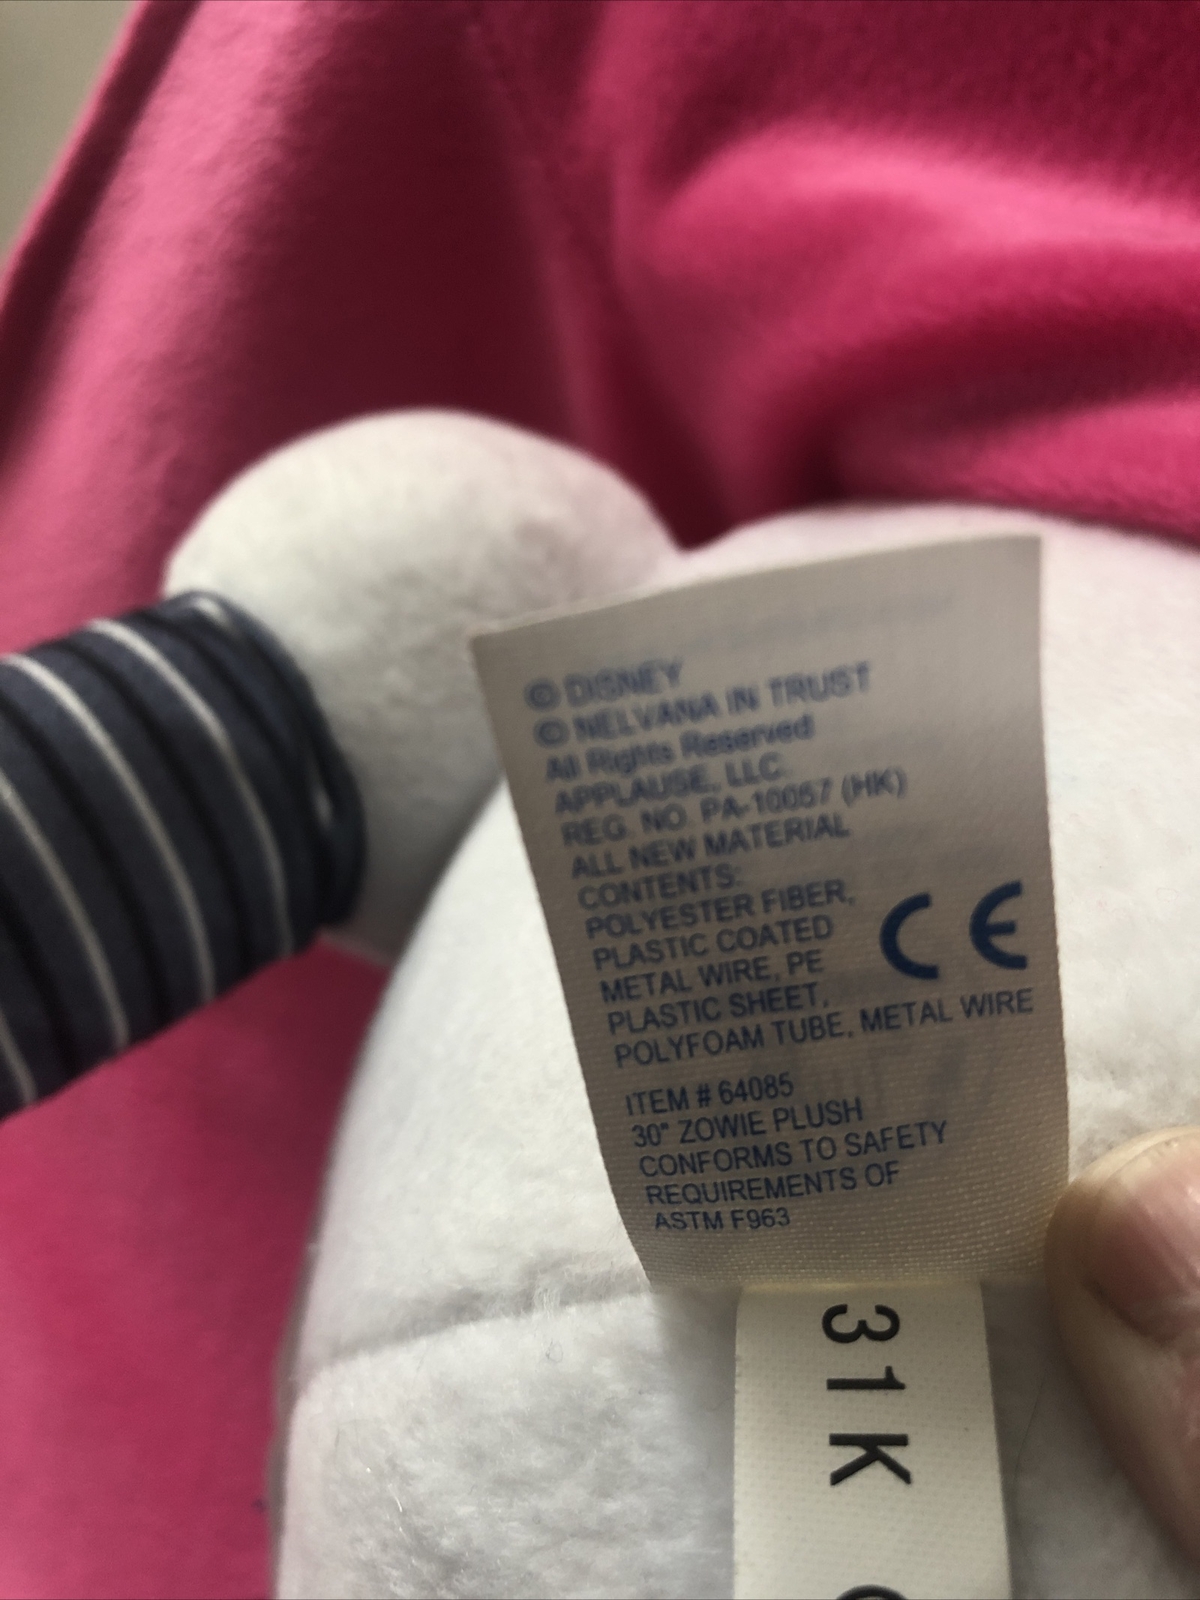 © DISNEY
© NELVANA IN TRUST
All Rights Reserved
APPLAUSE, LLC.
REG. NO. PA-10057 (HK)
ALL NEW MATERIAL
CONTENTS:
POLYESTER FIBER,
PLASTIC COATED
METAL WIRE, PE
PLASTIC SHEET,
POLYFOAM TUBE, METAL WIRE
CE
ITEM # 64085
30" ZOWIE PLUSH
CONFORMS TO SAFETY
REQUIREMENTS OF
ASTM F963
31K